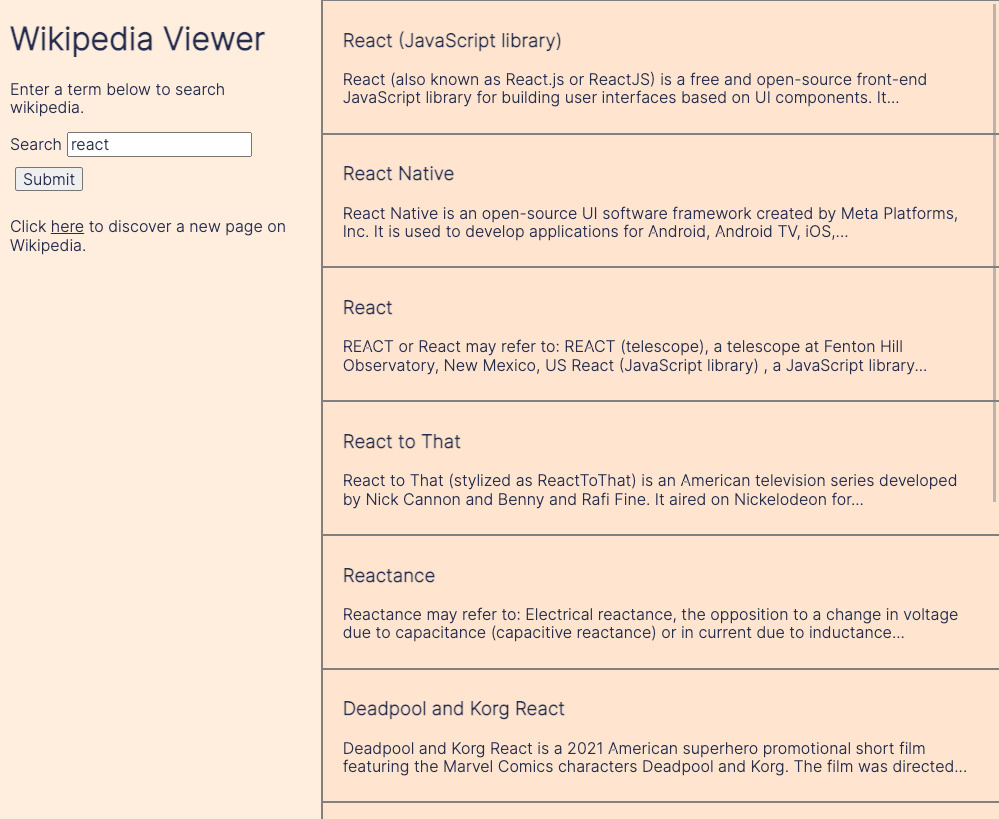 Wikipedia Viewer
Enter a term below to search
wikipedia.
Search react
Submit
Click here to discover a new page on
Wikipedia.
React (JavaScript library)
React (also known as React.js or ReactJS) is a free and open-source front-end
JavaScript library for building user interfaces based on UI components. It...
React Native
React Native is an open-source UI software framework created by Meta Platforms,
Inc. It is used to develop applications for Android, Android TV, iOS,...
React
REACT or React may refer to: REACT (telescope), a telescope at Fenton Hill
Observatory, New Mexico, US React (JavaScript library) , a JavaScript library...
React to That
React to That (stylized as ReactToThat) is an American television series developed
by Nick Cannon and Benny and Rafi Fine. It aired on Nickelodeon for...
Reactance
Reactance may refer to: Electrical reactance, the opposition to a change in voltage
due to capacitance (capacitive reactance) or in current due to inductance...
Deadpool and Korg React
Deadpool and Korg React is a 2021 American superhero promotional short film
featuring the Marvel Comics characters Deadpool and Korg. The film was directed...